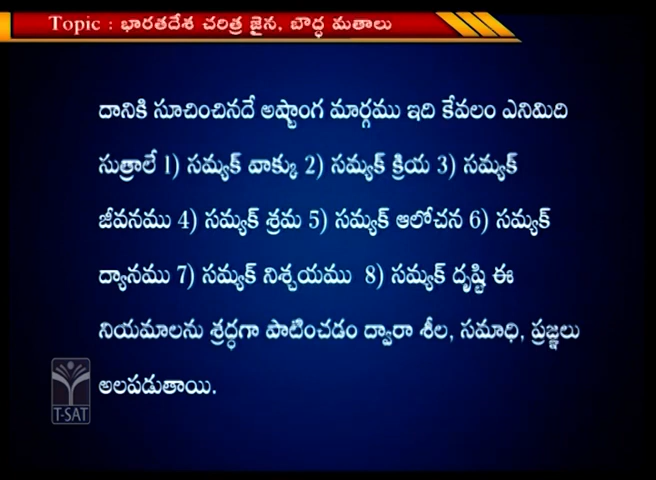 Topic : భారతదేశ చరిత్ర జైన, బౌద్ధ మతాలు
దానికి సూచించినదే అష్టాంగ మార్గము ఇది కేవలం ఎనిమిది
సుత్రాలే 1) సమ్యక్ వాక్కు 2) సమ్యక్ క్రియ 3) సమ్యక్
జీవనము 4) సమ్యక్ శ్రమ 5) సమ్యక్ ఆలోచన 6) సమ్యక్
ద్యానము 7) సమ్యక్ నిశ్చయము 8) సమ్యక్ దృష్టి ఈ
నియమాలను శ్రద్ధగా పాటించడం ద్వారా శీల, సమాధి, ప్రజ్ఞలు
అలపడుతాయి.
T-SAT